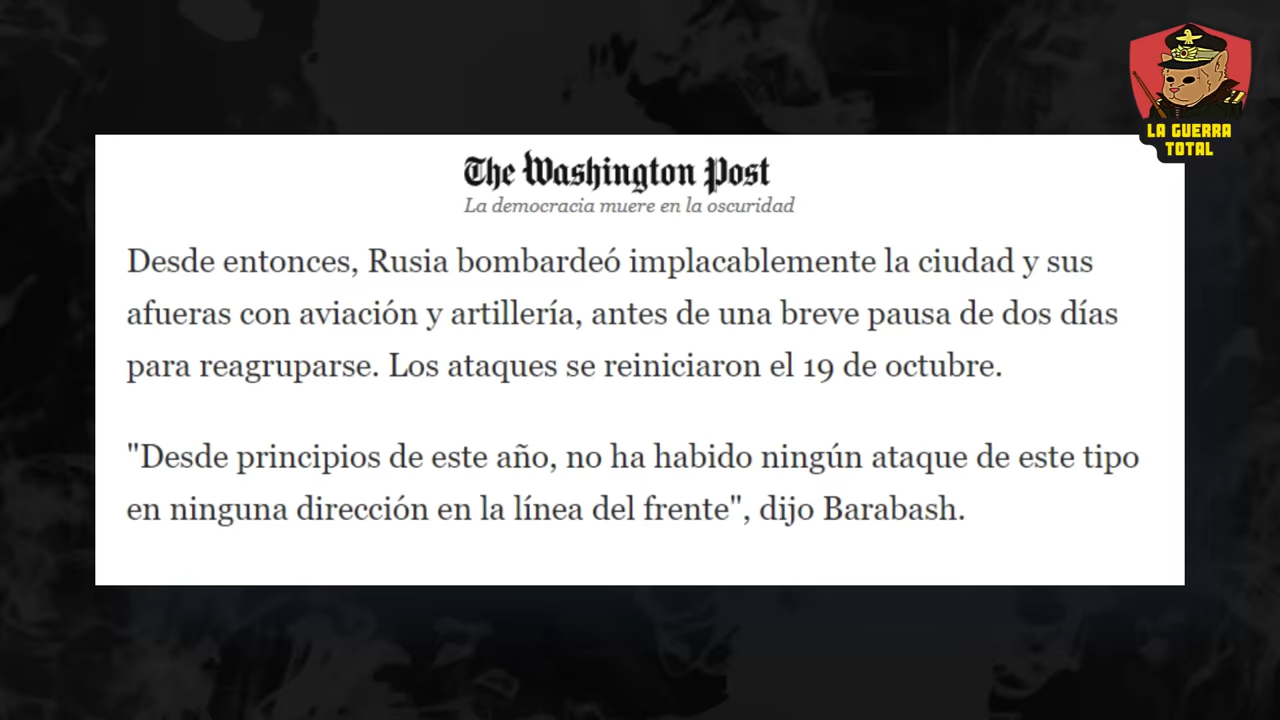 LA GUERRA
TOTAL
The Washington Post
La democracia muere en la oscuridad
Desde entonces, Rusia bombardeó implacablemente la ciudad y sus
afueras con aviación y artillería, antes de una breve pausa de dos días
para reagruparse. Los ataques se reiniciaron el 19 de octubre.
"Desde principios de este año, no ha habido ningún ataque de este tipo
en ninguna dirección en la línea del frente", dijo Barabash.